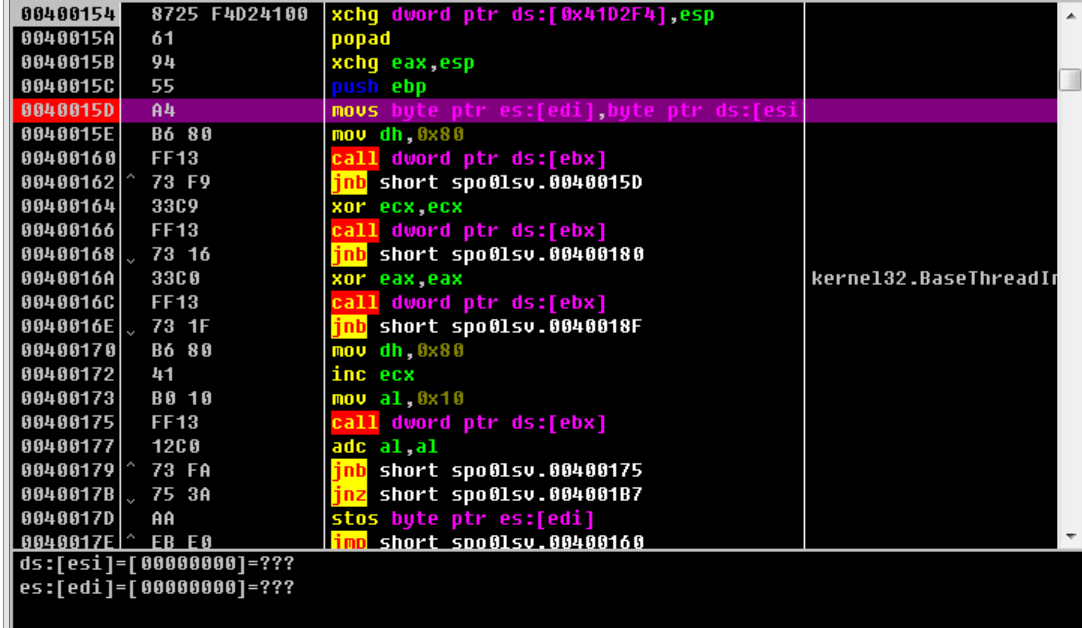 00400154 8725 F4D24100 xchg dword ptr ds:[0x41D2F4],esp
0040015A 61 popad
0040015B 94 xchg eax,esp
0040015C 55 push ebp
0040015D A4 movs byte ptr es:[edi],byte ptr ds:[esi
0040015E B6 80 mov dh,0x80
00400160 FF13 call dword ptr ds:[ebx]
00400162 ^ 73 F9 jnb short spo0lsv.0040015D
00400164 33C9 xor ecx,ecx
00400166 FF13 call dword ptr ds:[ebx]
00400168 ˬ 73 16 jnb short spo0lsv.00400180
0040016A 33C0 xor eax,eax kernel32.BaseThreadIn
0040016C FF13 call dword ptr ds:[ebx]
0040016E ˬ 73 1F jnb short spo0lsv.0040018F
00400170 B6 80 mov dh,0x80
00400172 41 inc ecx
00400173 B0 10 mov al,0x10
00400175 FF13 call dword ptr ds:[ebx]
00400177 12C0 adc al,al
00400179 ^ 73 FA jnb short spo0lsv.00400175
0040017B ˬ 75 3A jnz short spo0lsv.004001B7
0040017D AA stos byte ptr es:[edi]
0040017E ^ EB E0 jmp short spo0lsv.00400160
ds:[esi]=[00000000]=???
es:[edi]=[00000000]=???